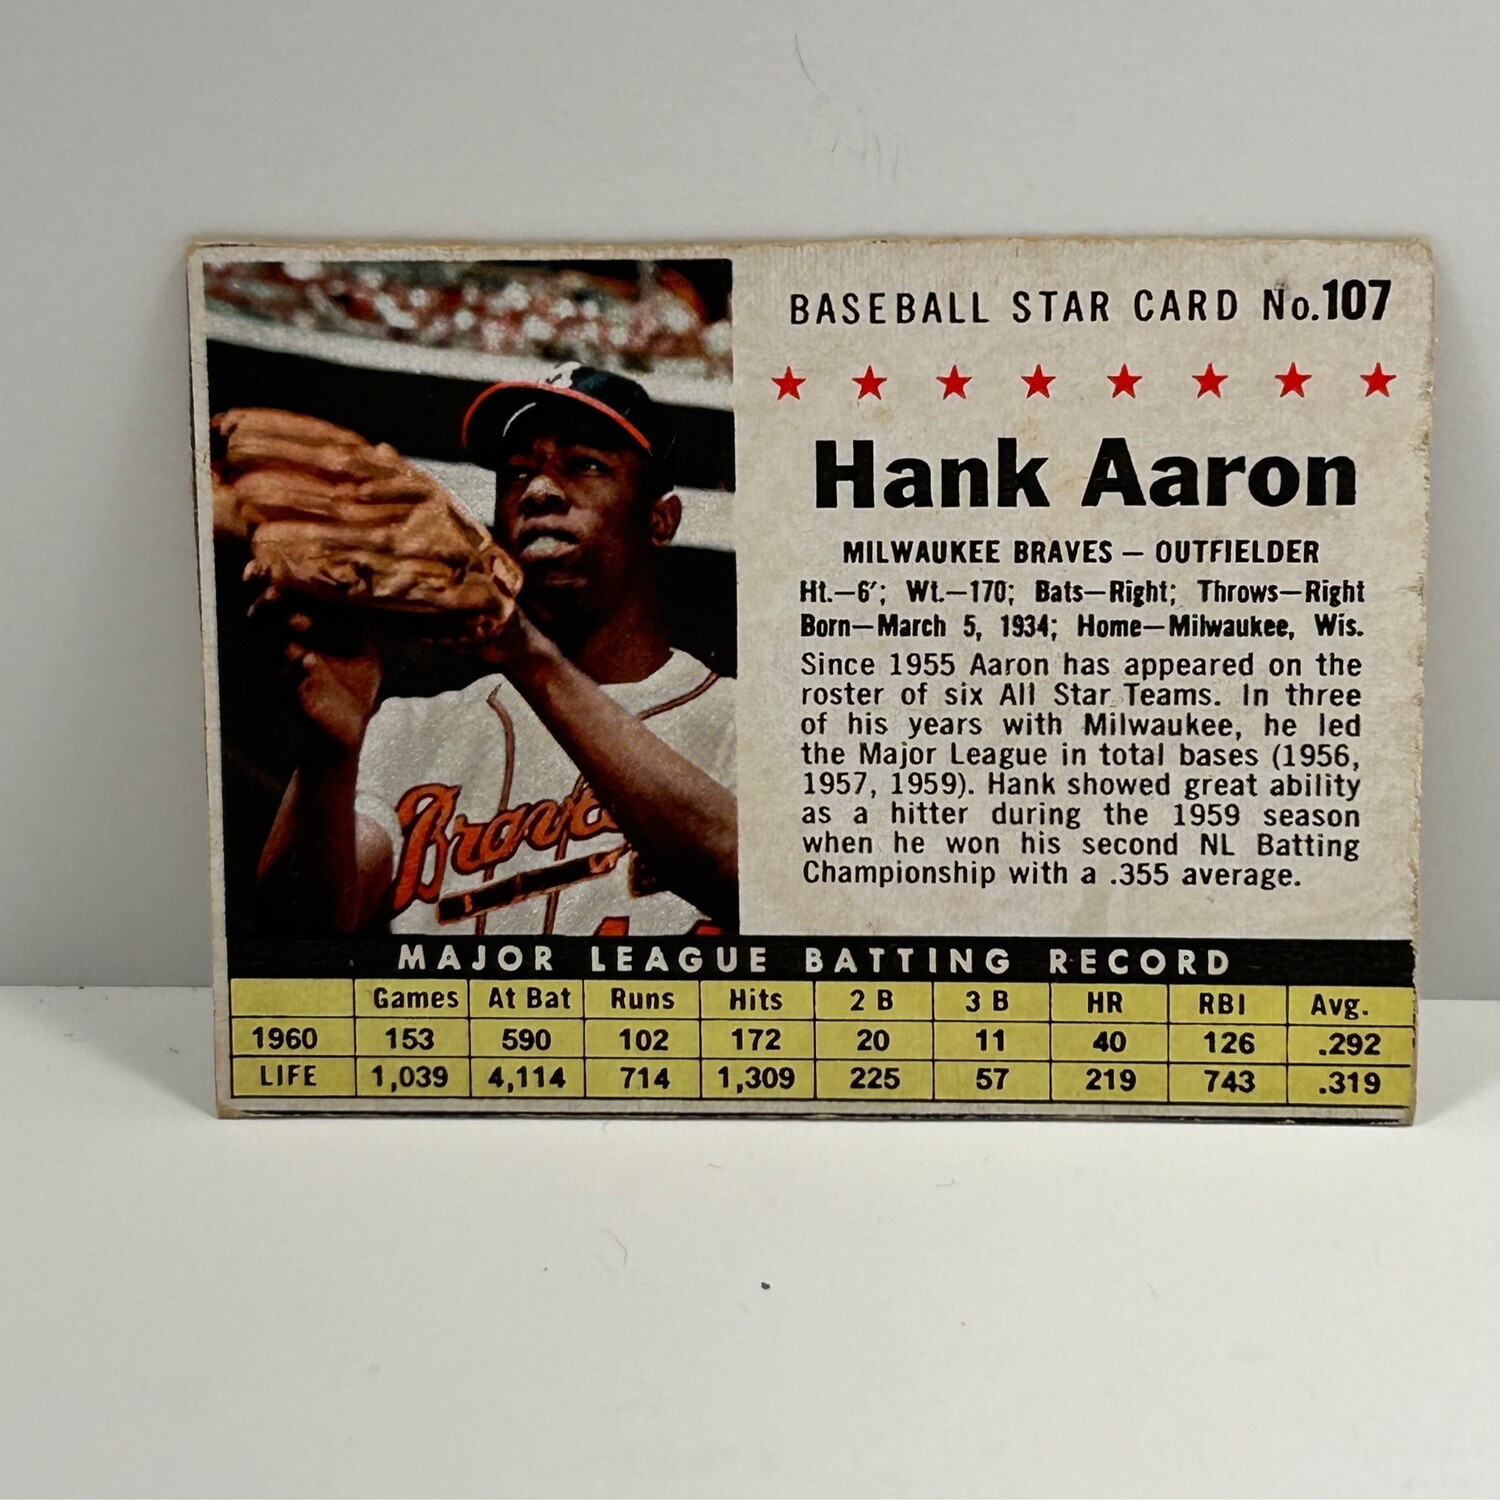 BASEBALL STAR CARD No.107
Hank Aaron
MILWAUKEE BRAVES – OUTFIELDER
Ht.—6'; Wt.—170; Bats—Right; Throws—Right
Born—March 5, 1934; Home—Milwaukee, Wis.
Since 1955 Aaron has appeared on the
roster of six All Star Teams. In three
of his years with Milwaukee, he led
the Major League in total bases (1956,
1957, 1959). Hank showed great ability
as a hitter during the 1959 season
when he won his second NL Batting
Championship with a .355 average.
Braves
MAJOR LEAGUE BATTING RECORD
Games At Bat Runs Hits 2 B 3 B HR RBI Avg.
1960 153 590 102 172 20 11 40 126 .292
LIFE 1,039 4,114 714 1,309 225 57 219 743 .319